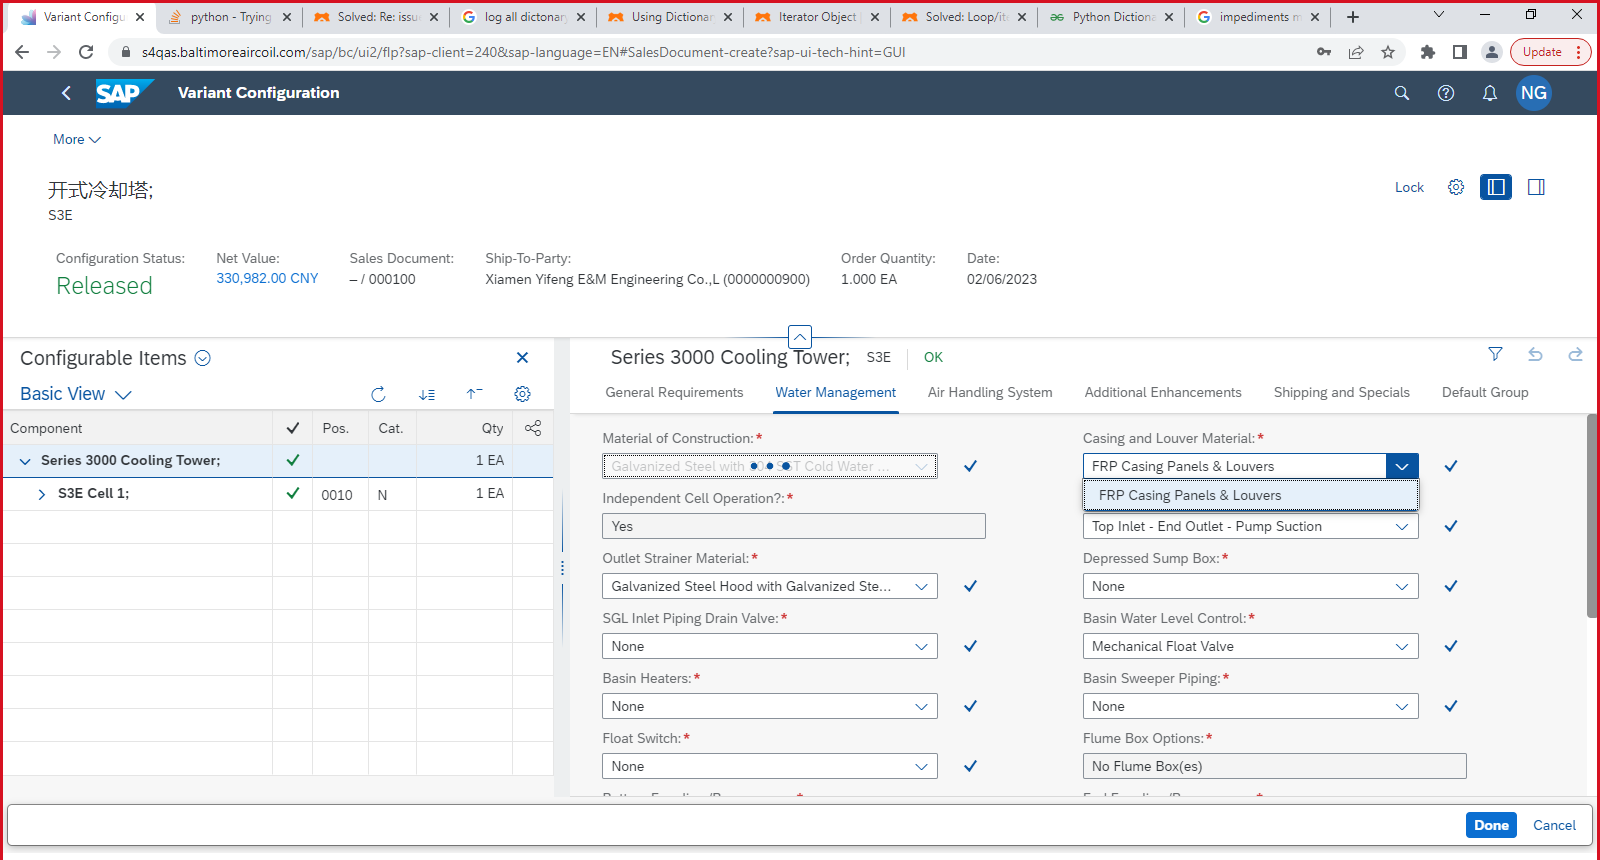 Variant Configur
python - Trying
Solved: Re: issue
log all dictonary
Using Dictionar
Iterator Object
Solved: Loop/ite
Python Dictiona
impediments m
s4qas.baltimoreaircoil.com/sap/bc/ui2/flp?sap-client=240&sap-language=EN#SalesDocument-create?sap-ui-tech-hint=GUI
Update
SAP
Variant Configuration
NG
More
开式冷却塔;
S3E
Lock
Configuration Status:
Released
Net Value:
330,982.00 CNY
Sales Document:
– / 000100
Ship-To-Party:
Xiamen Yifeng E&M Engineering Co.,L (0000000900)
Order Quantity:
1.000 EA
Date:
02/06/2023
Configurable Items
Basic View
Component Pos. Cat. Qty
Series 3000 Cooling Tower; 1 EA
S3E Cell 1; 0010 N 1 EA
Series 3000 Cooling Tower; S3E OK
General Requirements Water Management Air Handling System Additional Enhancements Shipping and Specials Default Group
Material of Construction:*
Galvanized Steel with 304 SST Cold Water ...
Casing and Louver Material:*
FRP Casing Panels & Louvers
FRP Casing Panels & Louvers
Independent Cell Operation?:*
Yes
Top Inlet - End Outlet - Pump Suction
Outlet Strainer Material:*
Galvanized Steel Hood with Galvanized Ste...
Depressed Sump Box:*
None
SGL Inlet Piping Drain Valve:*
None
Basin Water Level Control:*
Mechanical Float Valve
Basin Heaters:*
None
Basin Sweeper Piping:*
None
Float Switch:*
None
Flume Box Options:*
No Flume Box(es)
Done
Cancel